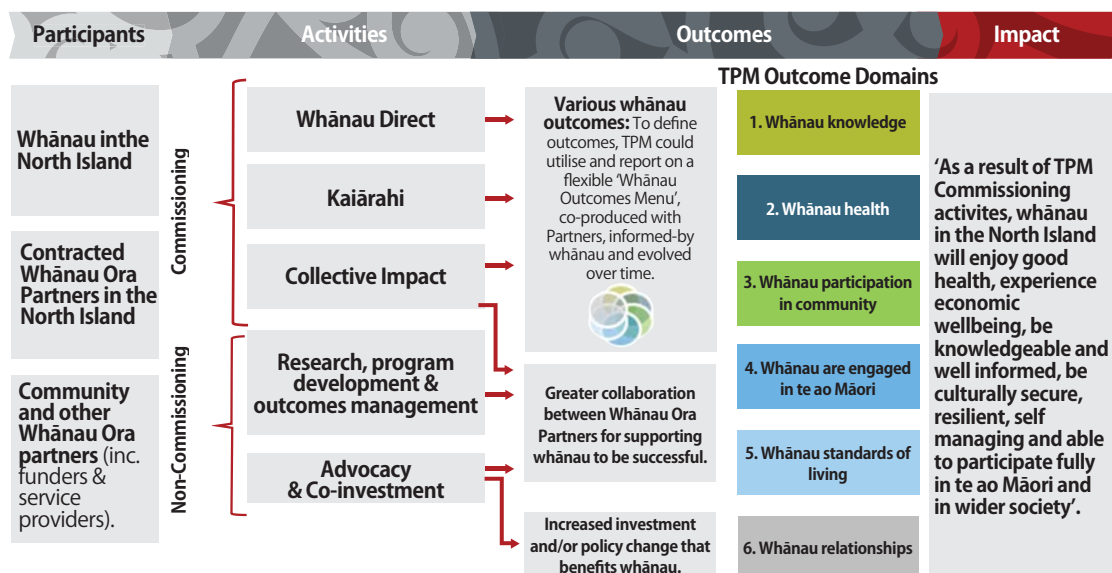 Participants
Activities
Outcomes
Impact
Whānau inthe
North Island
Contracted
Whānau Ora
Partners in the
North Island
Community
and other
Whānau Ora
partners (inc.
funders &
service
providers).
Commissioning
Non-Commissioning
Whānau Direct
Kaiārahi
Collective Impact
Research, program
development &
outcomes management
Advocacy
& Co-investment
Various whānau
outcomes: To define
outcomes, TPM could
utilise and report on a
flexible ‘Whānau
Outcomes Menu’,
co-produced with
Partners, informed-by
whānau and evolved
over time.
Greater collaboration
between Whānau Ora
Partners for supporting
whānau to be successful.
Increased investment
and/or policy change that
benefits whānau.
TPM Outcome Domains
1. Whānau knowledge
2. Whānau health
3. Whānau participation
in community
4. Whānau are engaged
in te ao Māori
5. Whānau standards of
living
6. Whānau relationships
‘As a result of TPM
Commissioning
activites, whānau
in the North Island
will enjoy good
health, experience
economic
wellbeing, be
knowledgeable and
well informed, be
culturally secure,
resilient, self
managing and able
to participate fully
in te ao Māori and
in wider society’.